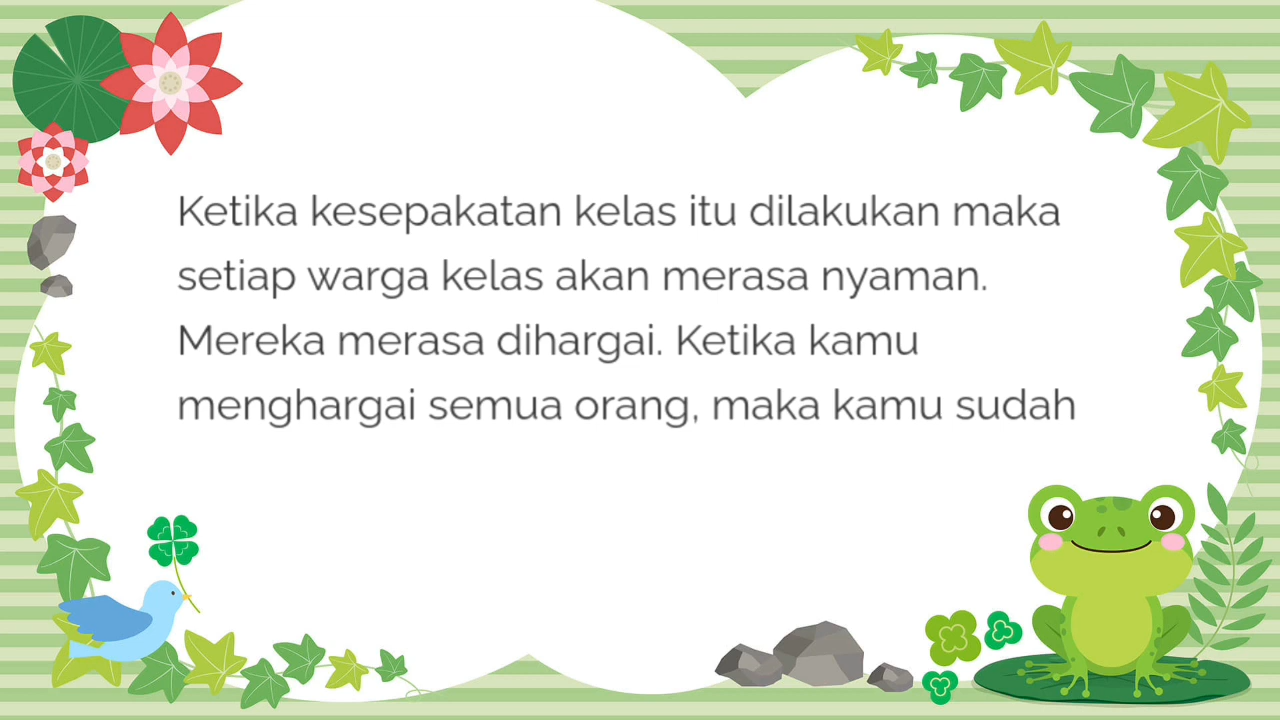 Ketika kesepakatan kelas itu dilakukan maka
setiap warga kelas akan merasa nyaman.
Mereka merasa dihargai. Ketika kamu
menghargai semua orang, maka kamu sudah